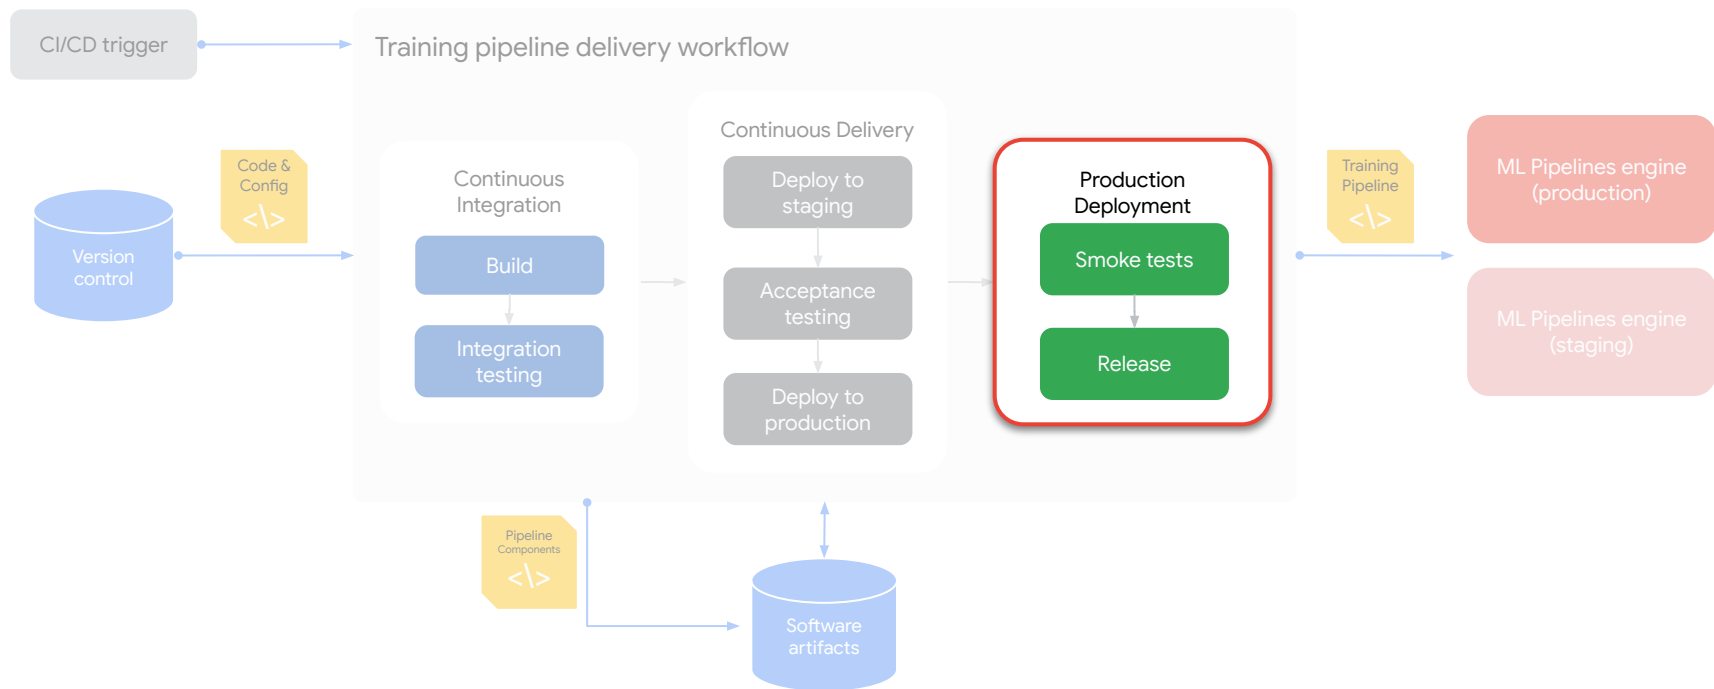 CI/CD trigger
Training pipeline delivery workflow
Code &
Config
</>
Version
control
Continuous
Integration
Build
Integration
testing
Continuous Delivery
Deploy to
staging
Acceptance
testing
Deploy to
production
Production
Deployment
Smoke tests
Release
Training
Pipeline
</>
ML Pipelines engine
(production)
ML Pipelines engine
(staging)
Pipeline
Components
</>
Software
artifacts